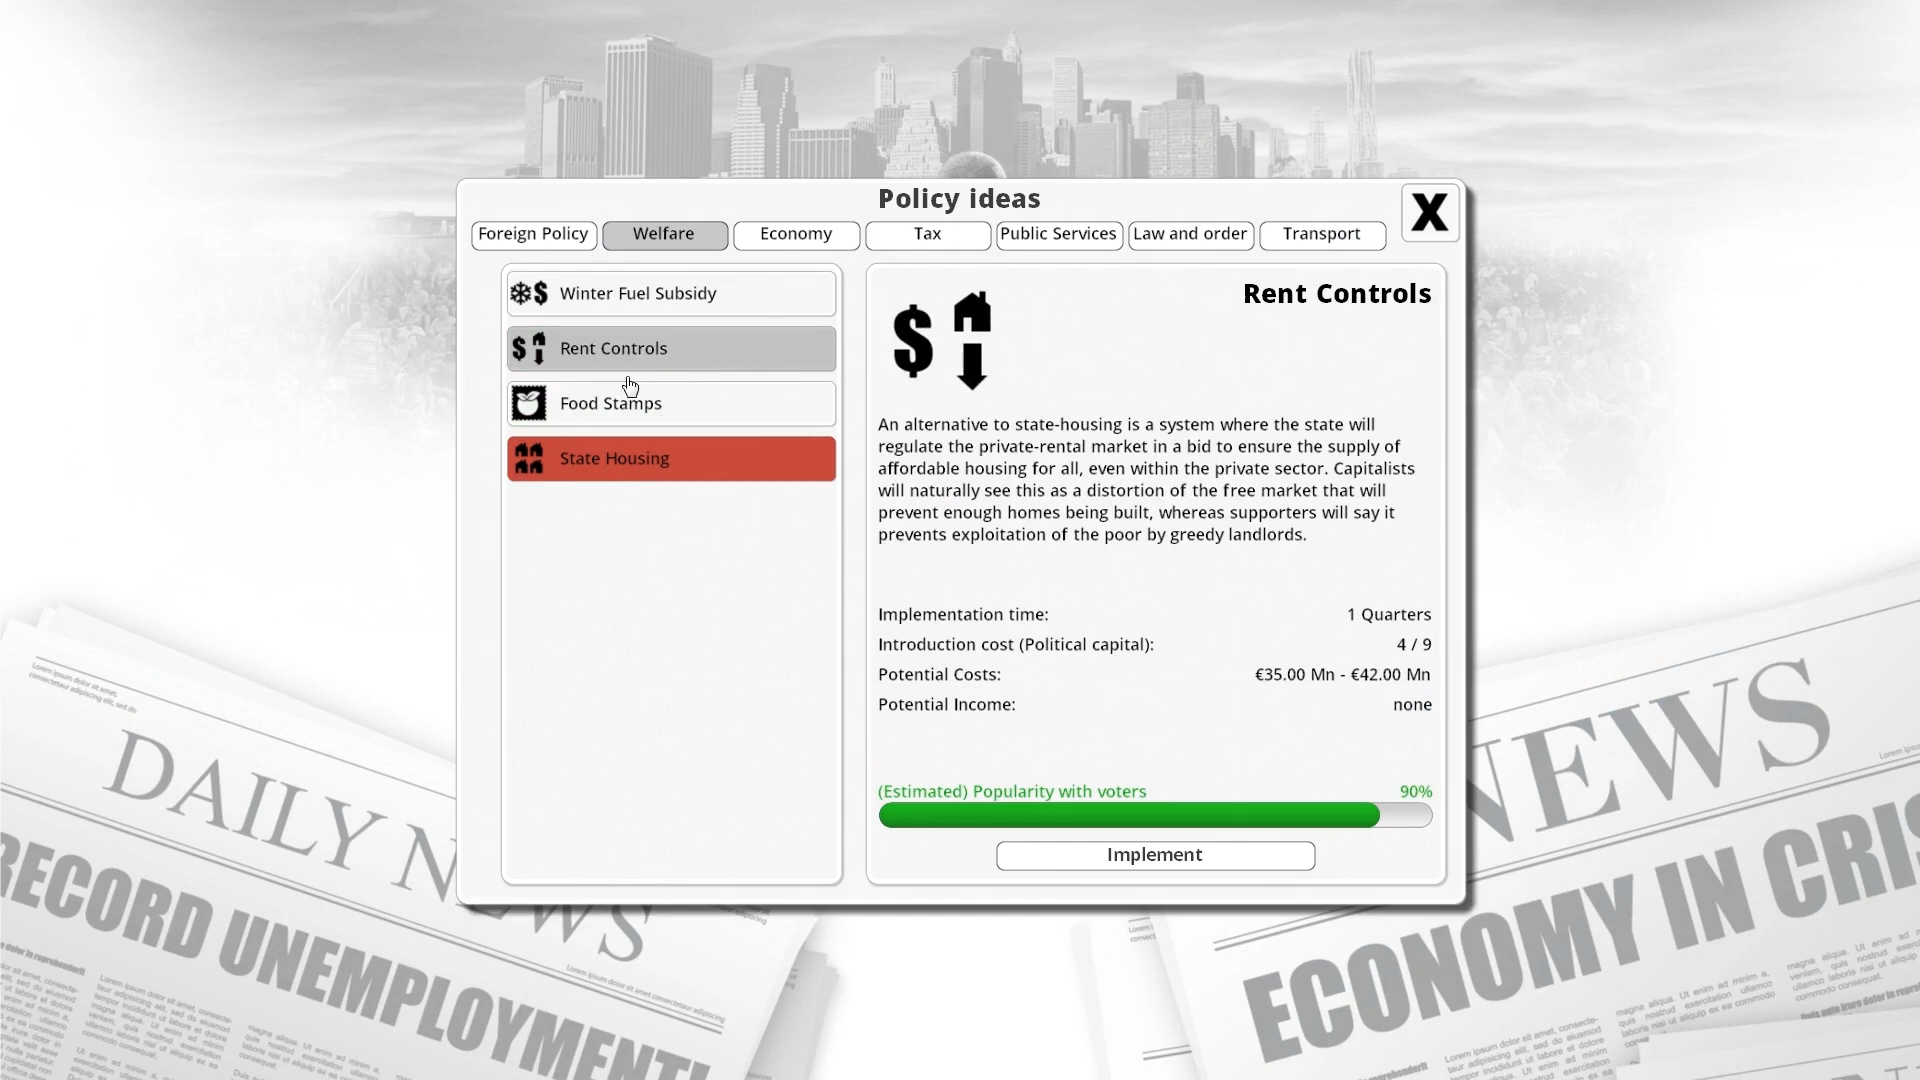 Policy ideas
X
Foreign Policy
Welfare
Economy
Tax
Public Services
Law and order
Transport
Winter Fuel Subsidy
Rent Controls
Food Stamps
State Housing
Rent Controls
An alternative to state-housing is a system where the state will
regulate the private-rental market in a bid to ensure the supply of
affordable housing for all, even within the private sector. Capitalists
will naturally see this as a distortion of the free market that will
prevent enough homes being built, whereas supporters will say it
prevents exploitation of the poor by greedy landlords.
Implementation time: 1 Quarters
Introduction cost (Political capital): 4 / 9
Potential Costs: €35.00 Mn - €42.00 Mn
Potential Income: none
(Estimated) Popularity with voters 90%
Implement
DAILY NEWS
RECORD UNEMPLOYMENT!
NEWS
ECONOMY IN CRIS